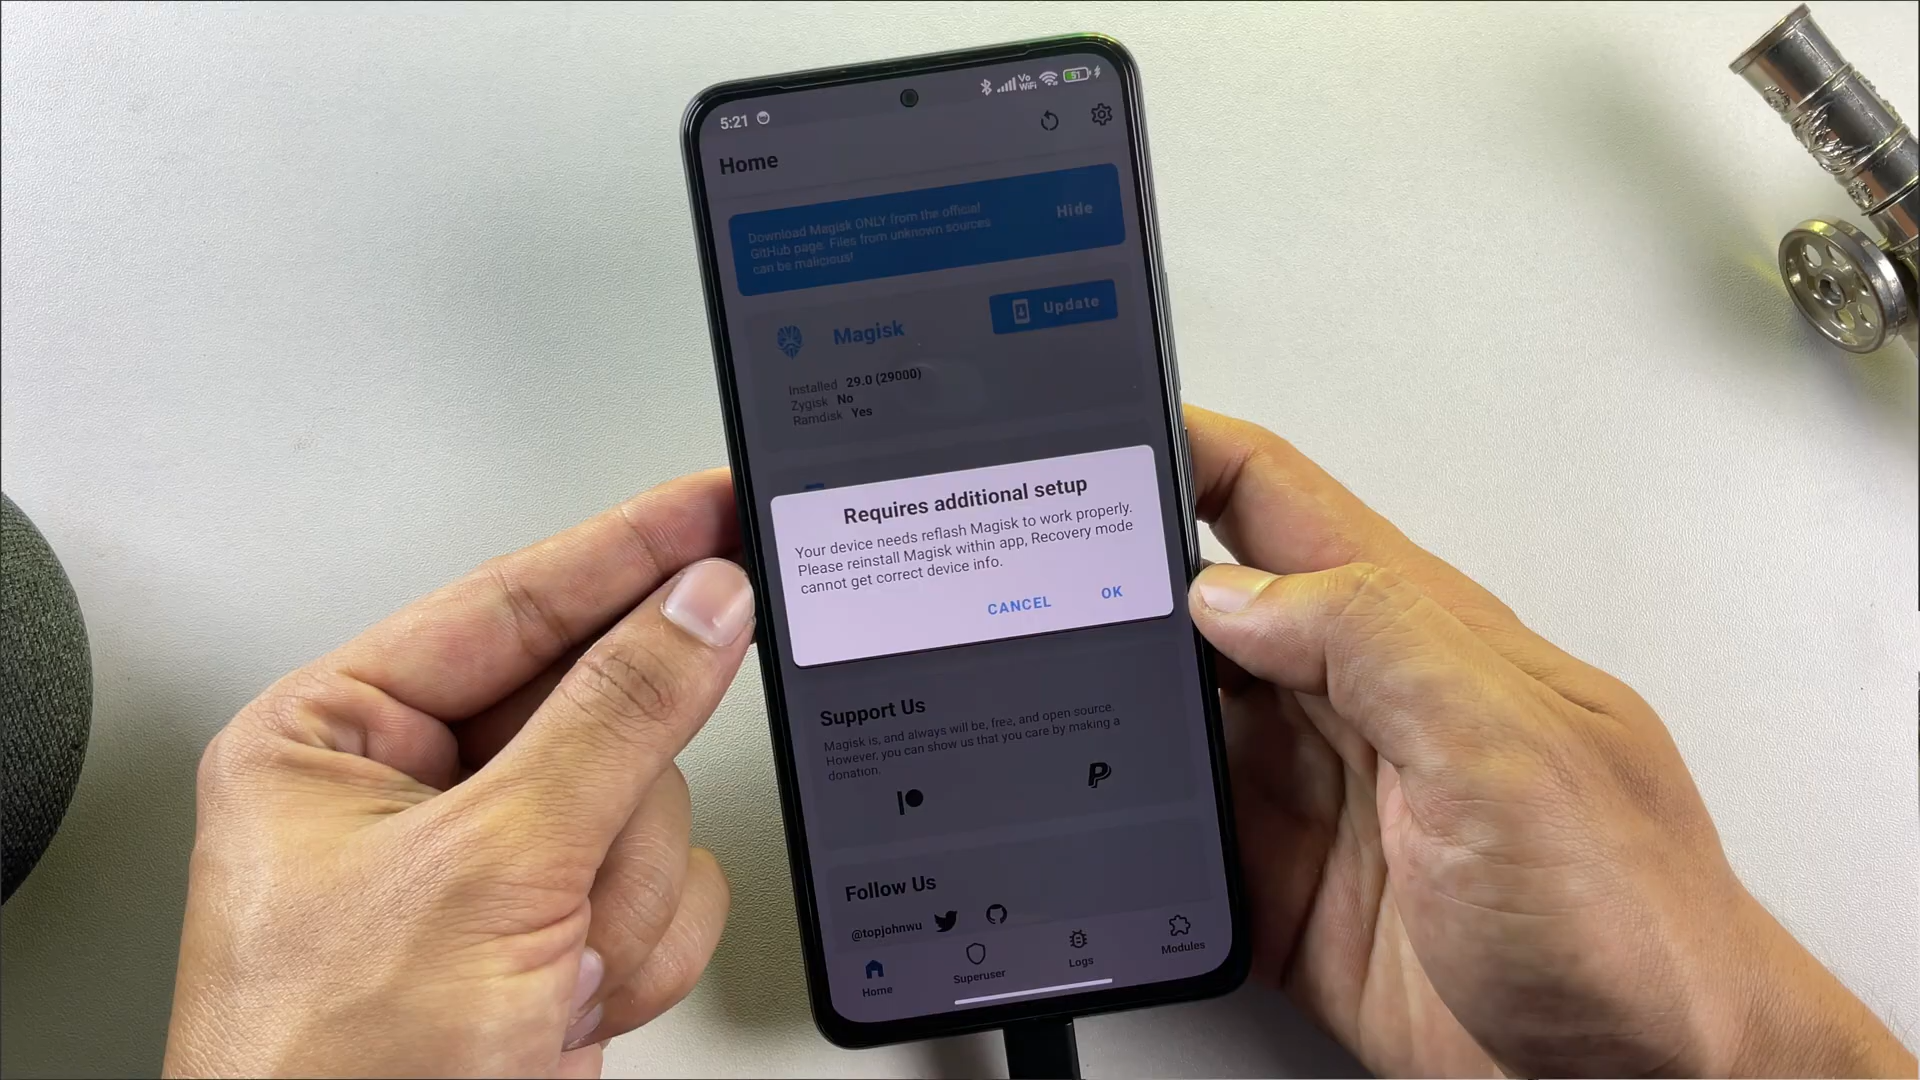 5:21
Vo
WiFi
51
Home
Download Magisk ONLY from the official
GitHub page. Files from unknown sources
can be malicious!
Hide
Magisk
Update
Installed 29.0 (29000)
Zygisk No
Ramdisk Yes
Requires additional setup
Your device needs reflash Magisk to work properly.
Please reinstall Magisk within app, Recovery mode
cannot get correct device info.
CANCEL
OK
Support Us
Magisk is, and always will be, free, and open source.
However, you can show us that you care by making a
donation.
Follow Us
@topjohnwu
Home
Superuser
Logs
Modules